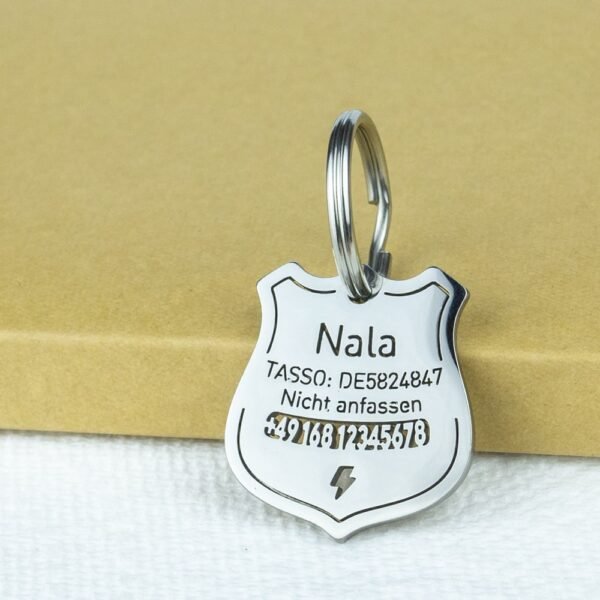 Nala
TASSO: DE5824847
Nicht anfassen
+49 168 12345678